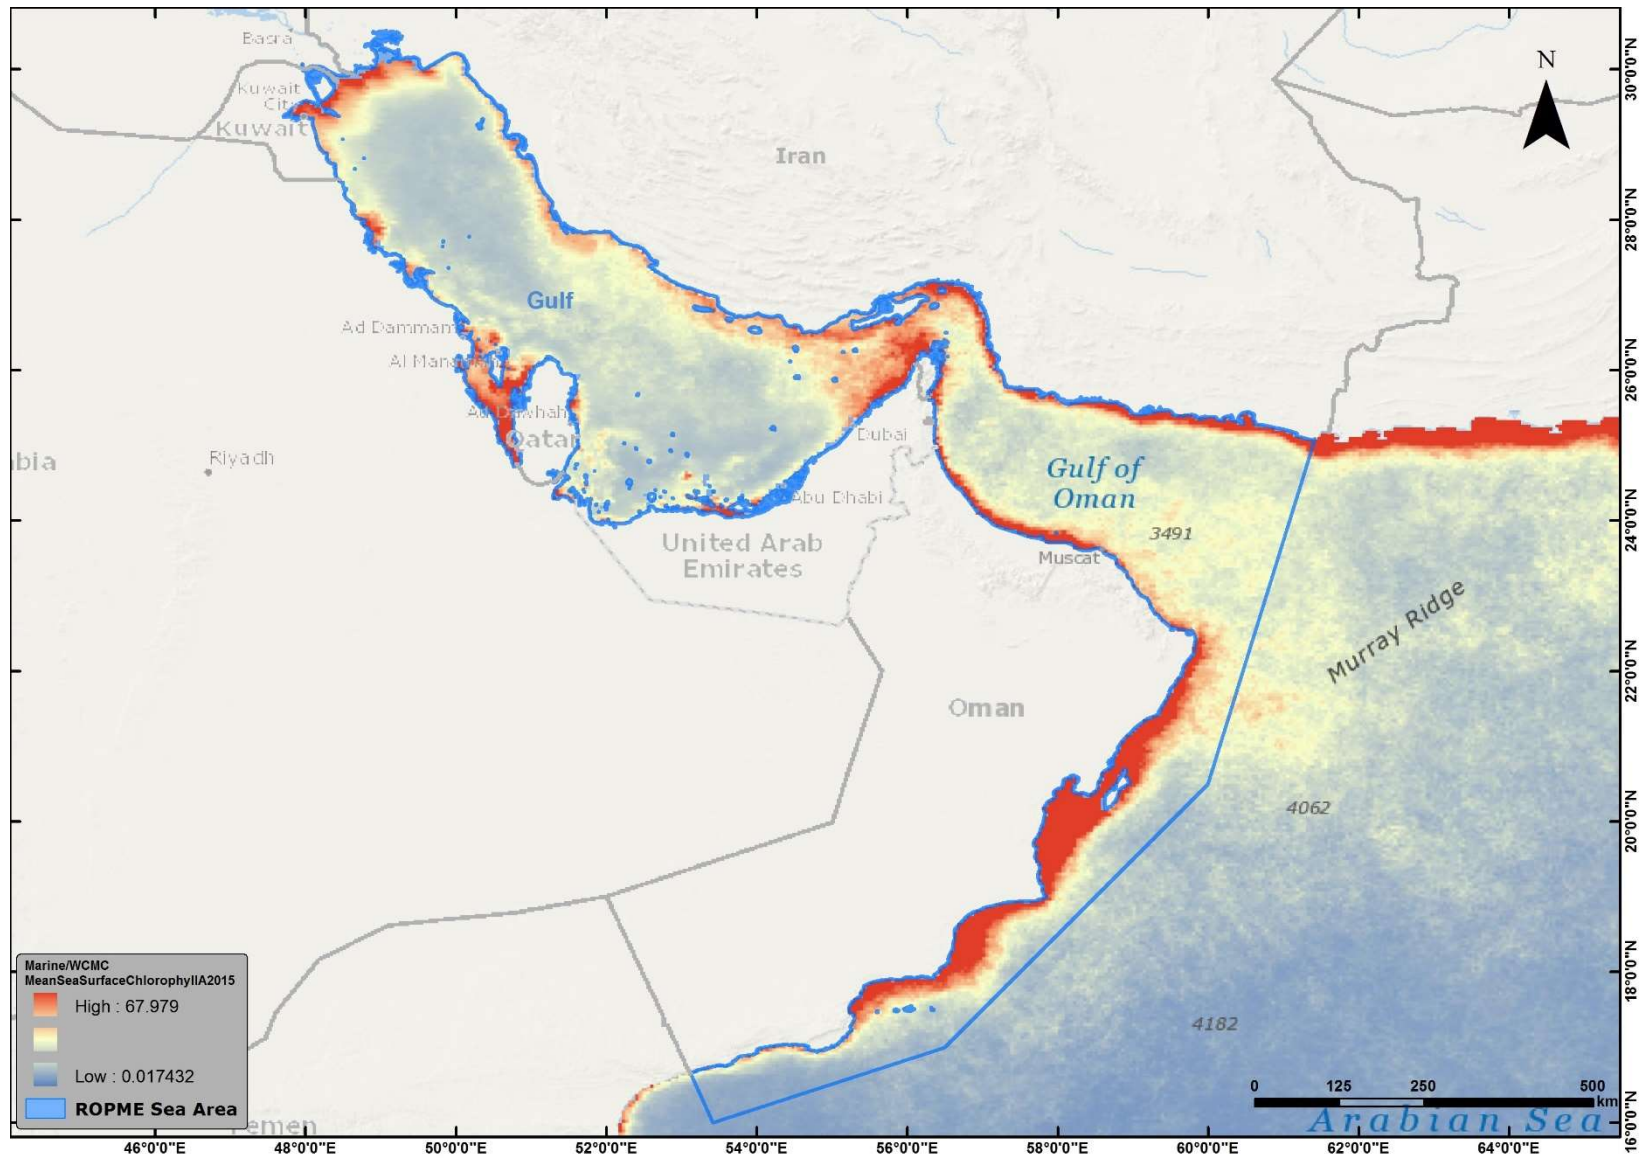 Basra
N
Kuwait
City
Kuwait
Iran
Gulf
Ad Dammam
Al Manamah
Ad Dawhah
Qatar
Dubai
Riyadh
bia
Abu Dhabi
Gulf of
Oman
3491
United Arab
Emirates
Muscat
Murray Ridge
Oman
4062
4182
Marine/WCMC
MeanSeaSurfaceChlorophyllA2015
High : 67.979
Low : 0.017432
ROPME Sea Area
Yemen
0 125 250 500
km
Arabian Sea
30°0'0"N
28°0'0"N
26°0'0"N
24°0'0"N
22°0'0"N
20°0'0"N
18°0'0"N
16°0'0"N
46°0'0"E 48°0'0"E 50°0'0"E 52°0'0"E 54°0'0"E 56°0'0"E 58°0'0"E 60°0'0"E 62°0'0"E 64°0'0"E